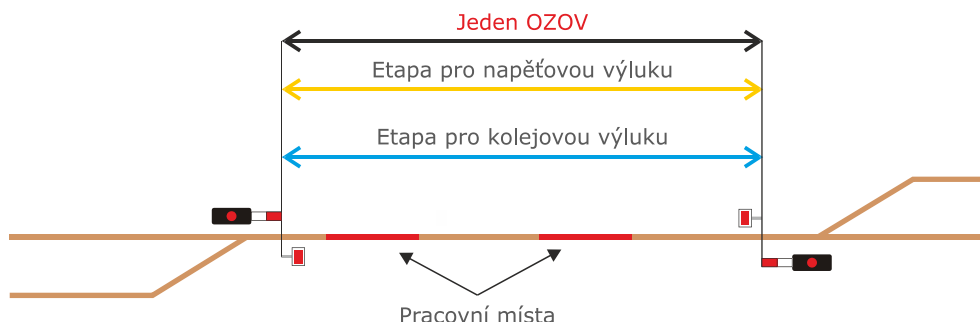 Jeden OZOV
Etapa pro napěťovou výluku
Etapa pro kolejovou výluku
Pracovní místa